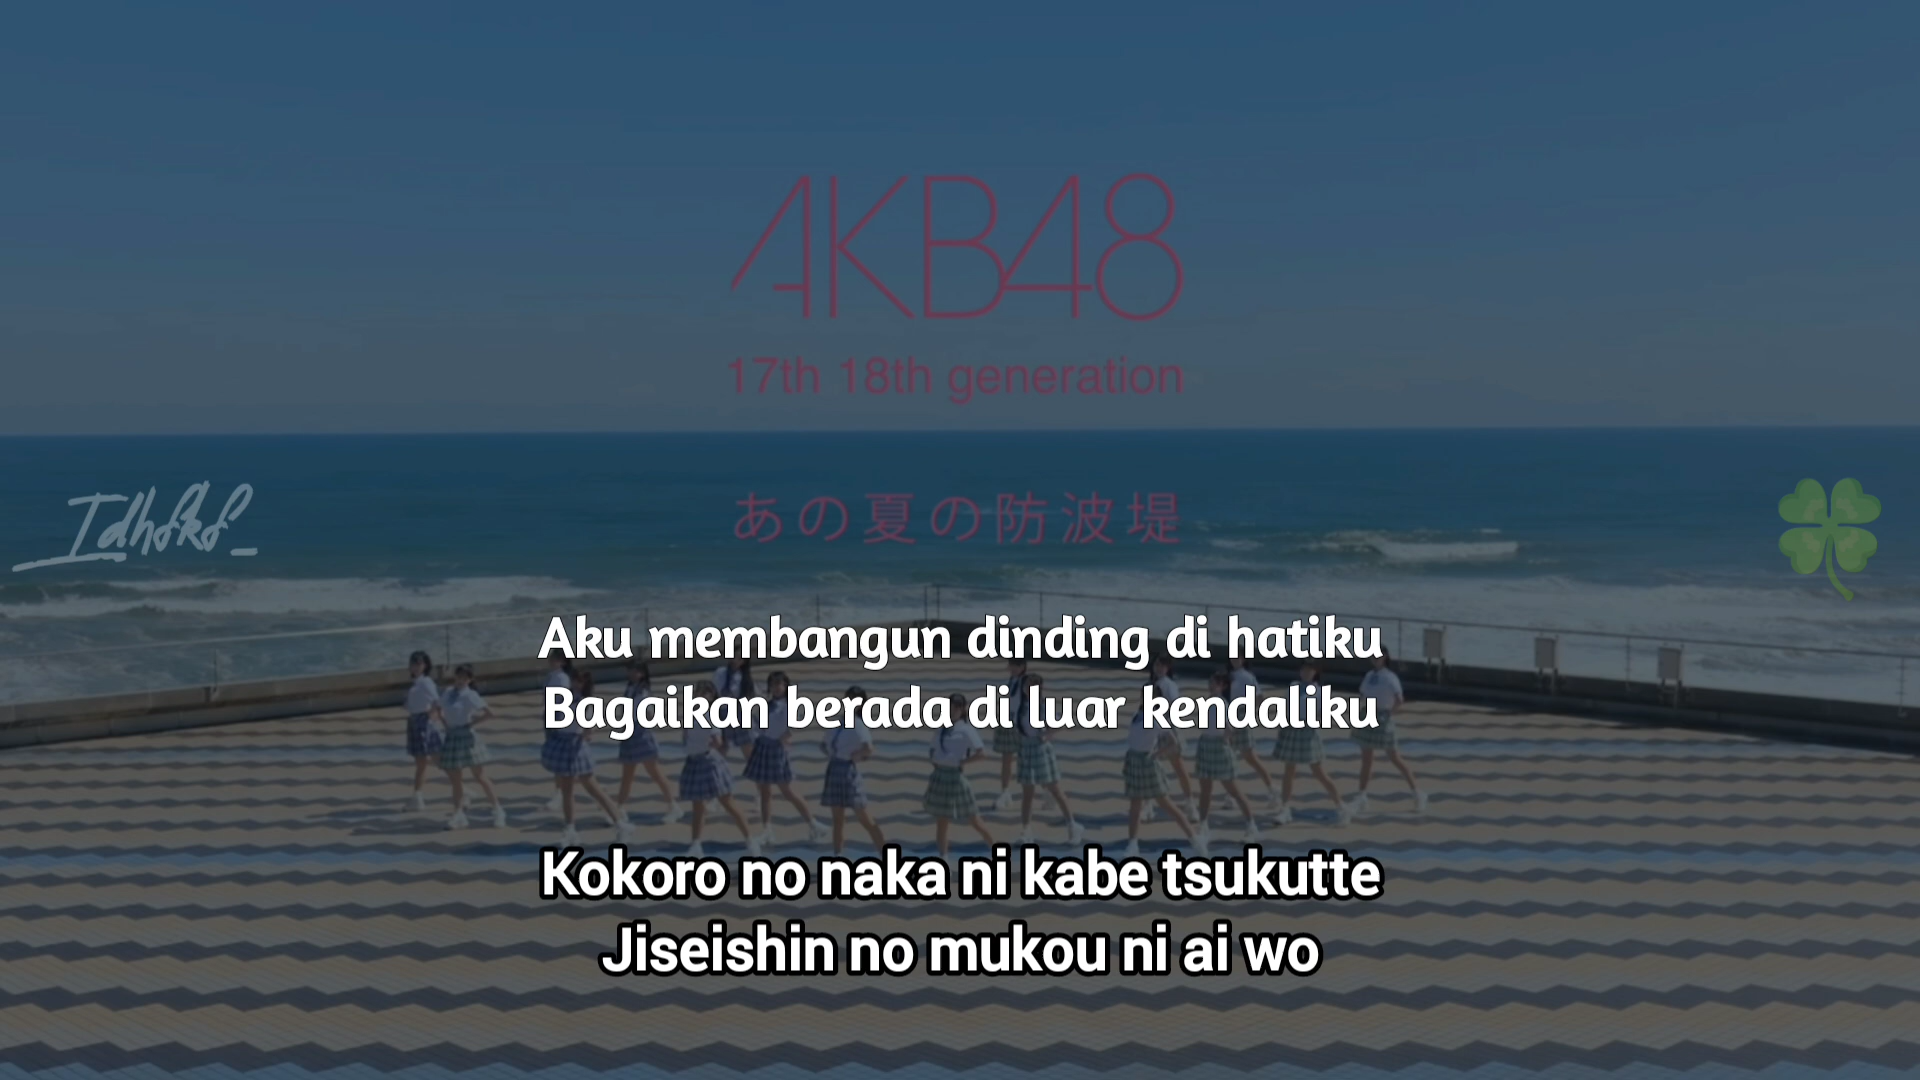 AKB48
17th 18th generation
Idhoko_
あの夏の防波堤
Aku membangun dinding di hatiku
Bagaikan berada di luar kendaliku
Kokoro no naka ni kabe tsukutte
Jiseishin no mukou ni ai wo